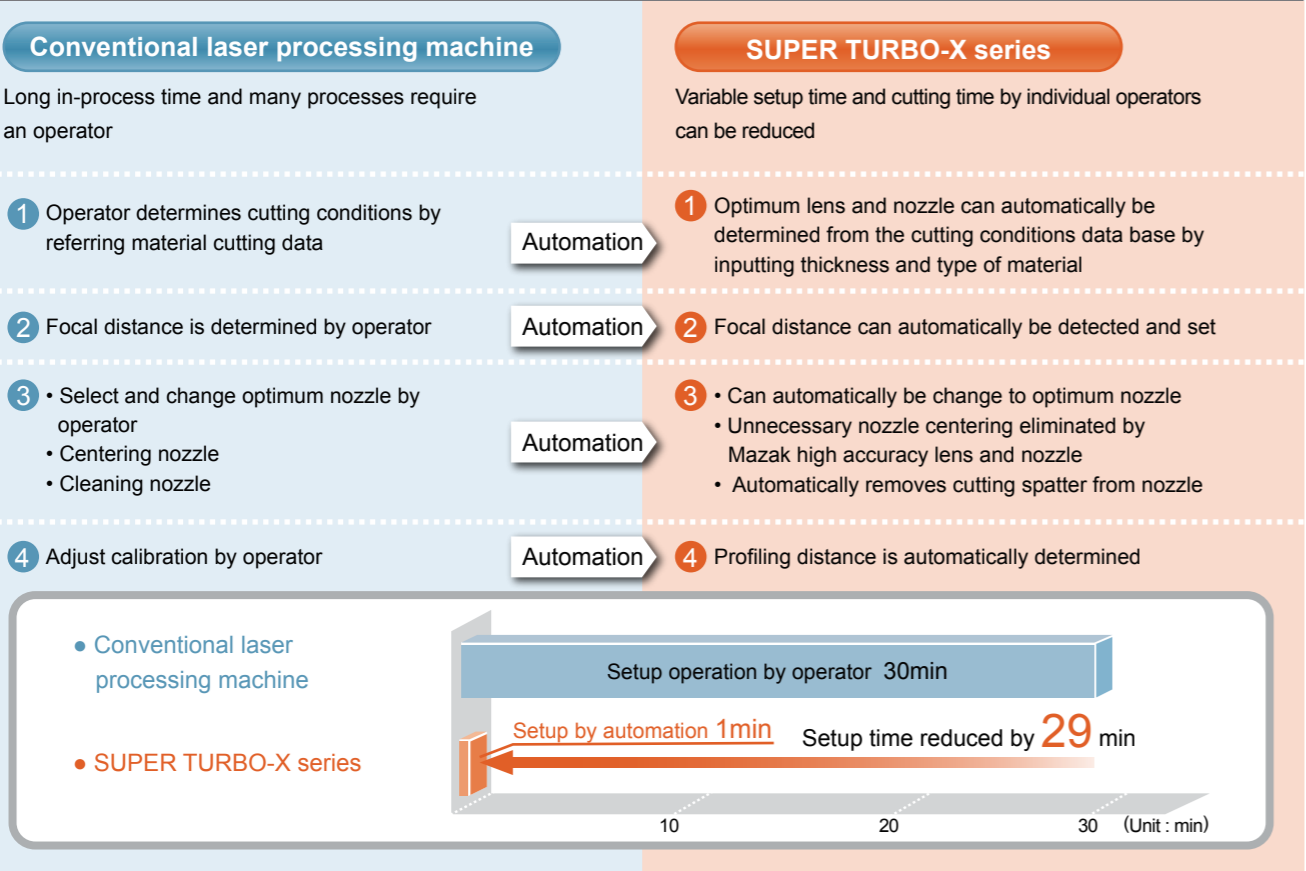 Conventional laser processing machine
Long in-process time and many processes require
an operator
SUPER TURBO-X series
Variable setup time and cutting time by individual operators
can be reduced
1 Operator determines cutting conditions by
referring material cutting data
Automation
1 Optimum lens and nozzle can automatically be
determined from the cutting conditions data base by
inputting thickness and type of material
2 Focal distance is determined by operator
Automation
2 Focal distance can automatically be detected and set
3 • Select and change optimum nozzle by
operator
• Centering nozzle
• Cleaning nozzle
Automation
3 • Can automatically be change to optimum nozzle
• Unnecessary nozzle centering eliminated by
Mazak high accuracy lens and nozzle
• Automatically removes cutting spatter from nozzle
4 Adjust calibration by operator
Automation
4 Profiling distance is automatically determined
● Conventional laser
processing machine
Setup operation by operator 30min
● SUPER TURBO-X series
Setup by automation 1min
Setup time reduced by 29 min
10 20 30 (Unit : min)